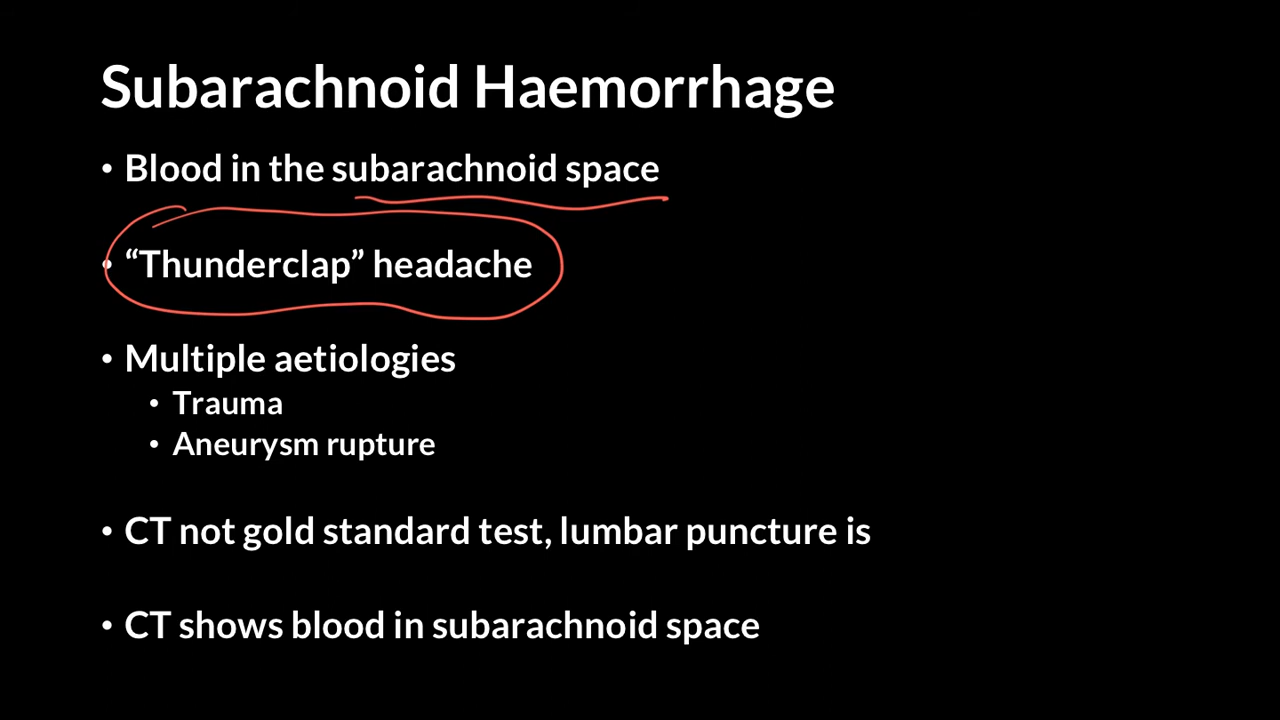 Subarachnoid Haemorrhage
• Blood in the subarachnoid space
• “Thunderclap” headache
• Multiple aetiologies
• Trauma
• Aneurysm rupture
• CT not gold standard test, lumbar puncture is
• CT shows blood in subarachnoid space